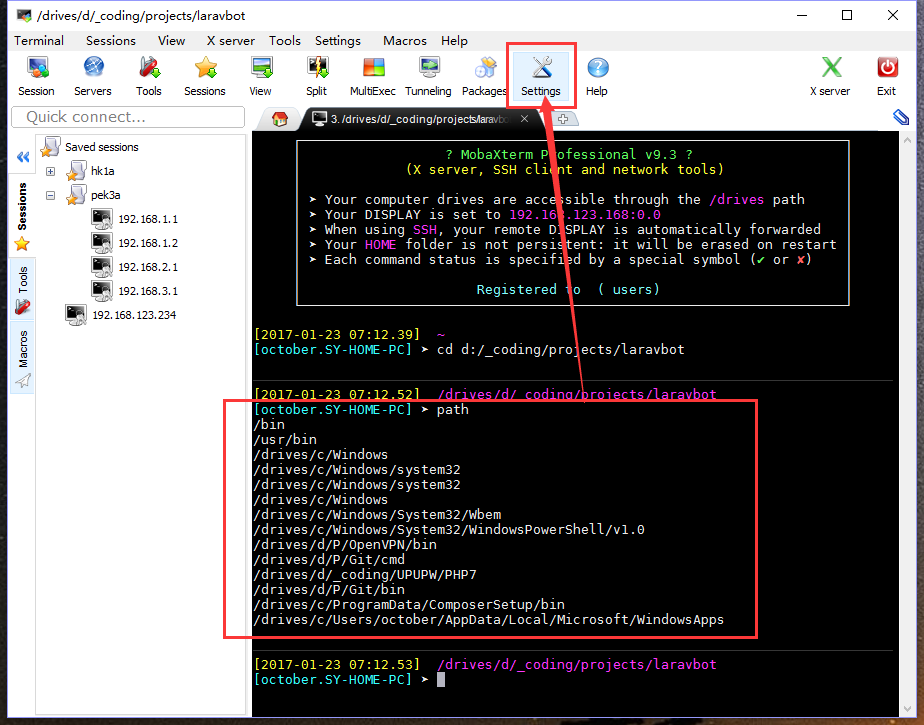 /drives/d/_coding/projects/laravbot
Terminal Sessions View X server Tools Settings Macros Help
Session Servers Tools Sessions View Split MultiExec Tunneling Packages Settings Help X server Exit
Quick connect...
3. /drives/d/_coding/projects/laravbot
Saved sessions
hk1a
pek3a
192.168.1.1
192.168.1.2
192.168.2.1
192.168.3.1
192.168.123.234
Sessions
Tools
Macros
? MobaXterm Professional v9.3 ?
(X server, SSH client and network tools)
➤ Your computer drives are accessible through the /drives path
➤ Your DISPLAY is set to 192.168.123.168:0.0
➤ When using SSH, your remote DISPLAY is automatically forwarded
➤ Your HOME folder is not persistent: it will be erased on restart
➤ Each command status is specified by a special symbol (✔ or ✘)
Registered to ( users)
[2017-01-23 07:12.39] ~
[october.SY-HOME-PC] ➤ cd d:/_coding/projects/laravbot
[2017-01-23 07:12.52] /drives/d/_coding/projects/laravbot
[october.SY-HOME-PC] ➤ path
/bin
/usr/bin
/drives/c/Windows
/drives/c/Windows/system32
/drives/c/Windows/system32
/drives/c/Windows
/drives/c/Windows/System32/Wbem
/drives/c/Windows/System32/WindowsPowerShell/v1.0
/drives/d/P/OpenVPN/bin
/drives/d/P/Git/cmd
/drives/d/_coding/UPUPW/PHP7
/drives/d/P/Git/bin
/drives/c/ProgramData/ComposerSetup/bin
/drives/c/Users/october/AppData/Local/Microsoft/WindowsApps
[2017-01-23 07:12.53] /drives/d/_coding/projects/laravbot
[october.SY-HOME-PC] ➤